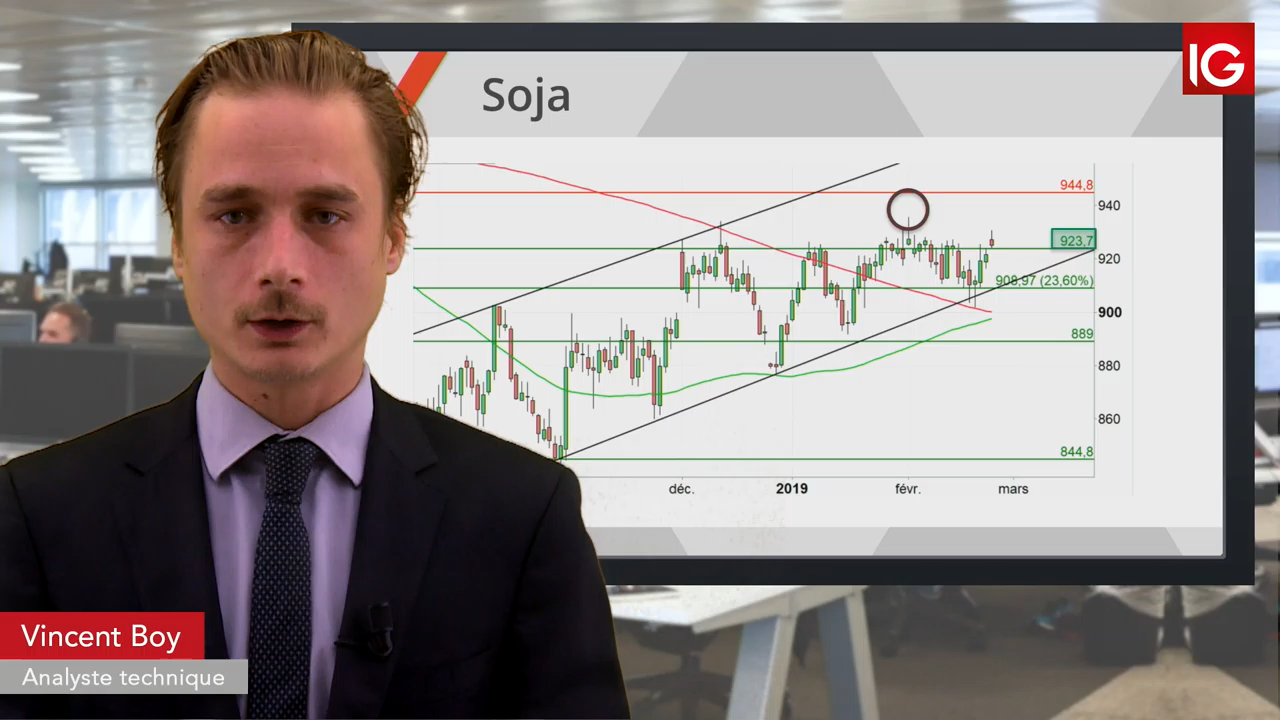 IG
Soja
944,8
940
923,7
920
908,97 (23,60%)
900
889
880
860
844,8
déc.
2019
févr.
mars
Vincent Boy
Analyste technique